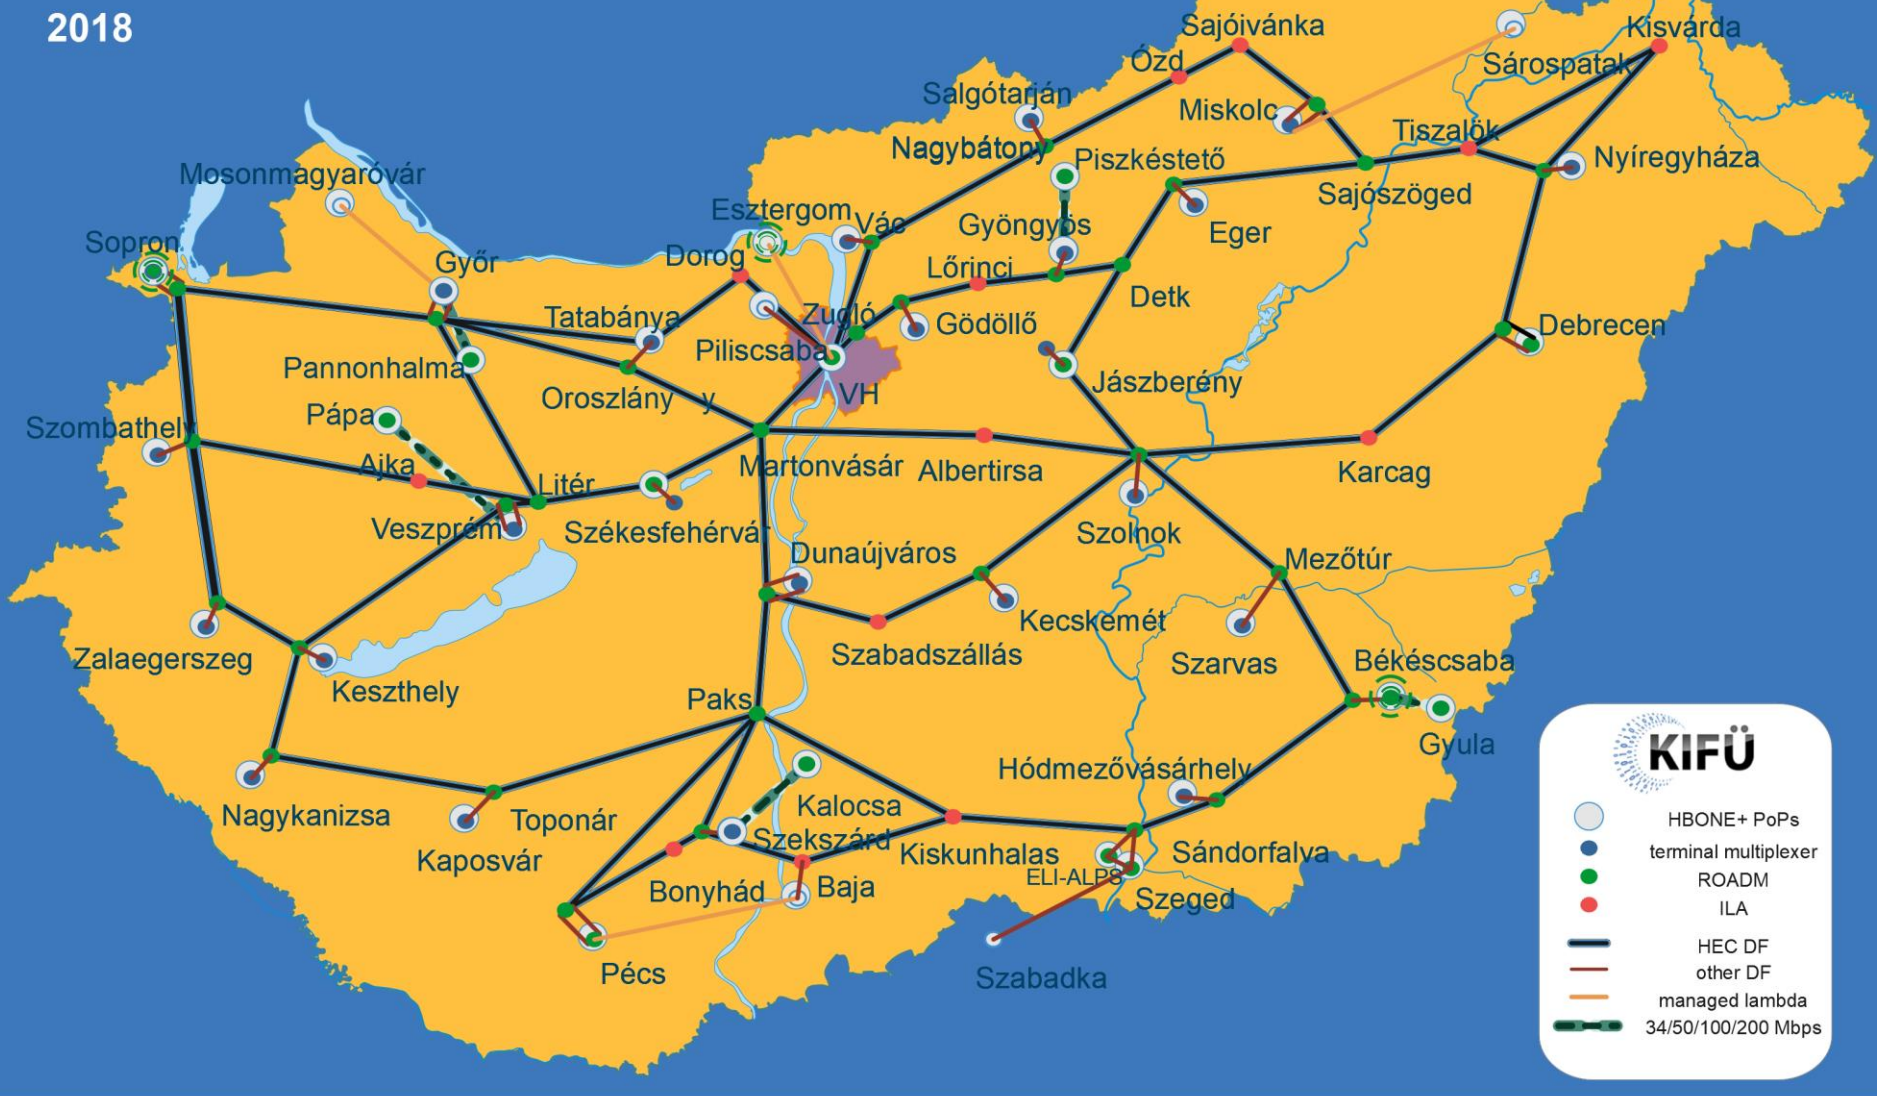 2018
Sajóivánka
Kisvárda
Ózd
Sárospatak
Salgótarján
Miskolc
Tiszalök
Nagybátony
Piszkéstető
Nyíregyháza
Mosonmagyaróvár
Sajószöged
Esztergom
Vác
Gyöngyös
Eger
Sopron
Győr
Dorog
Lőrinci
Detk
Tatabánya
Zugló
Gödöllő
Debrecen
Pannonhalma
Piliscsaba
Jászberény
Oroszlány
y
VH
Pápa
Szombathely
Ajka
Martonvásár
Albertirsa
Karcag
Litér
Veszprém
Székesfehérvár
Szolnok
Dunaújváros
Mezőtúr
Kecskemét
Zalaegerszeg
Szabadszállás
Szarvas
Békéscsaba
Keszthely
Paks
Gyula
Hódmezővásárhely
Nagykanizsa
Toponár
Kalocsa
Szekszárd
Kaposvár
Kiskunhalas
Sándorfalva
ELI-ALPS
Bonyhád
Baja
Szeged
Pécs
Szabadka
KIFÜ
HBONE+ PoPs
terminal multiplexer
ROADM
ILA
HEC DF
other DF
managed lambda
34/50/100/200 Mbps